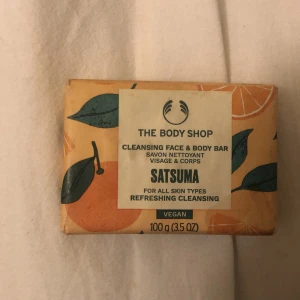 THE BODY SHOP
CLEANSING FACE & BODY BAR
SAVON NETTOYANT
VISAGE & CORPS
SATSUMA
FOR ALL SKIN TYPES
REFRESHING CLEANSING
VEGAN
100 g (3.5 OZ)